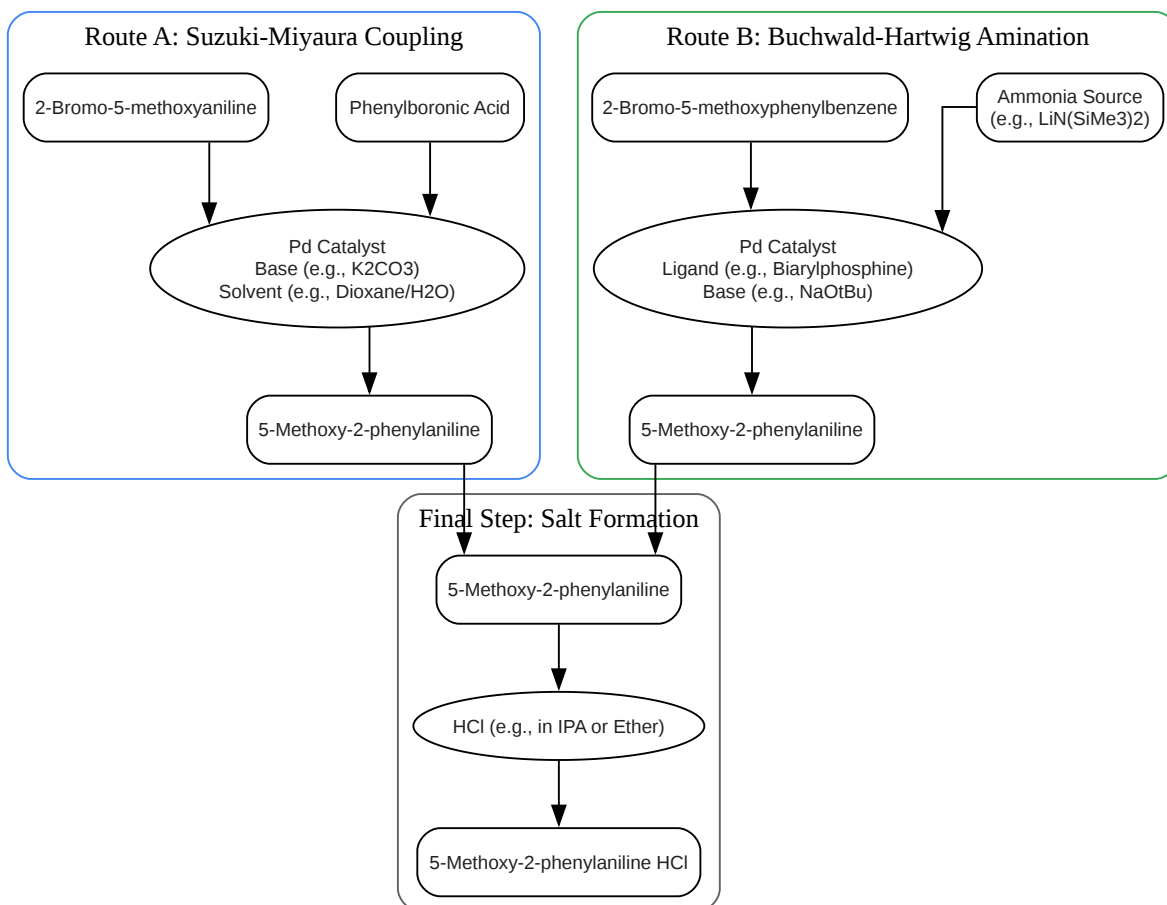 Route A: Suzuki-Miyaura Coupling
2-Bromo-5-methoxyaniline
Phenylboronic Acid
Pd Catalyst
Base (e.g., K2CO3)
Solvent (e.g., Dioxane/H2O)
5-Methoxy-2-phenylaniline
Route B: Buchwald-Hartwig Amination
2-Bromo-5-methoxyphenylbenzene
Ammonia Source
(e.g., LiN(SiMe3)2)
Pd Catalyst
Ligand (e.g., Biarylphosphine)
Base (e.g., NaOtBu)
5-Methoxy-2-phenylaniline
Final Step: Salt Formation
5-Methoxy-2-phenylaniline
HCl (e.g., in IPA or Ether)
5-Methoxy-2-phenylaniline HCl